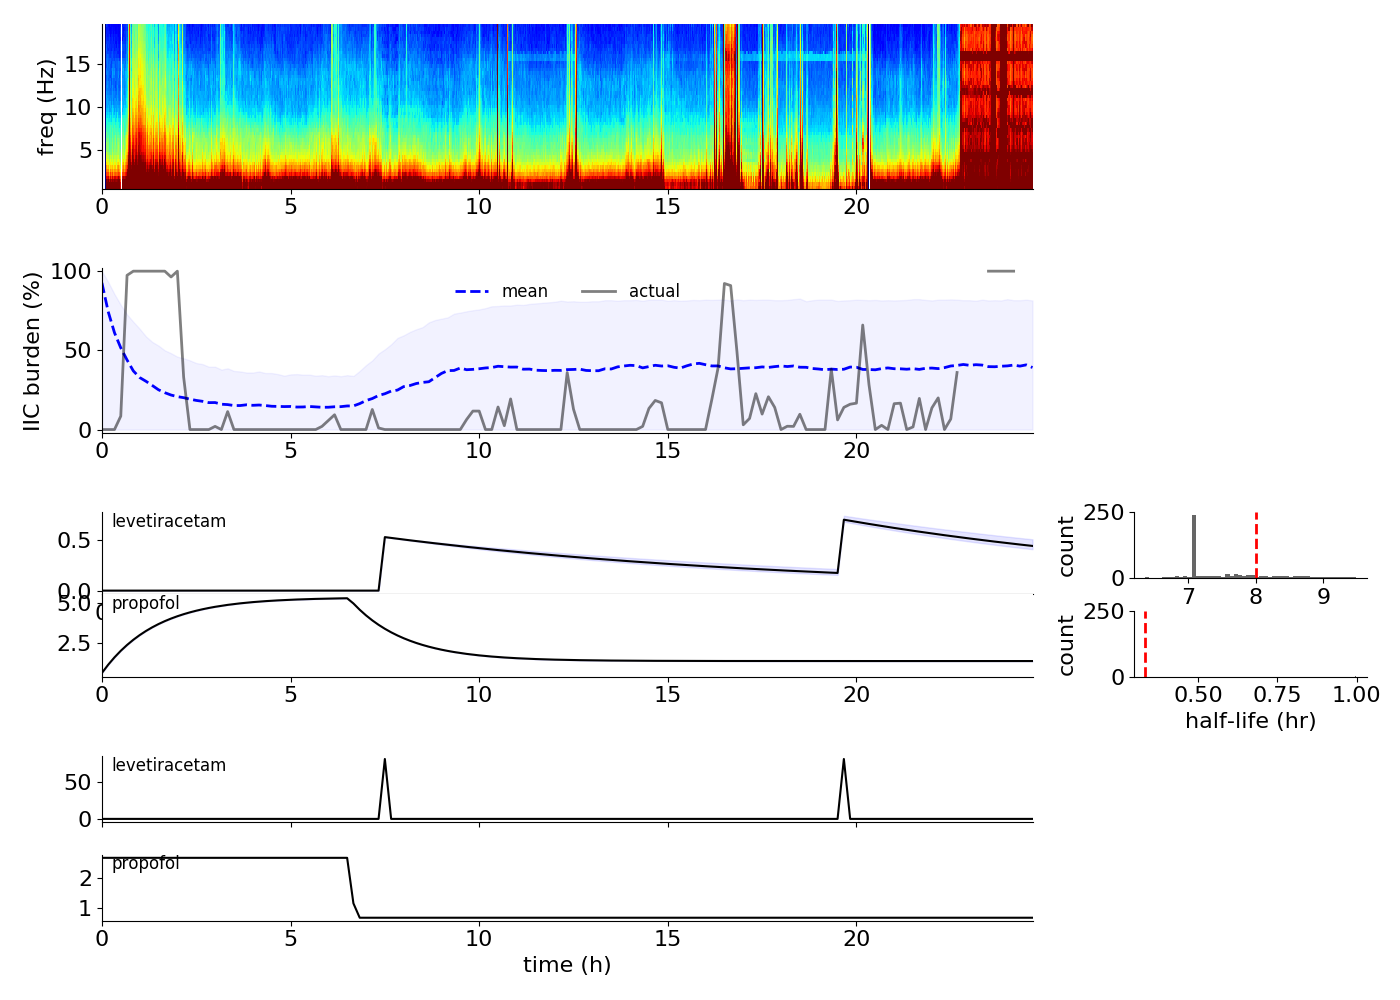 freq (Hz)
15
10
5
0 5 10 15 20
IIC burden (%)
100
50
0
mean actual
0 5 10 15 20
levetiracetam
0.5
0.0
0
count
250
0
7 8 9
propofol
5.0
2.5
0 5 10 15 20
count
250
0
0.50 0.75 1.00
half-life (hr)
levetiracetam
50
0
propofol
2
1
0 5 10 15 20
time (h)